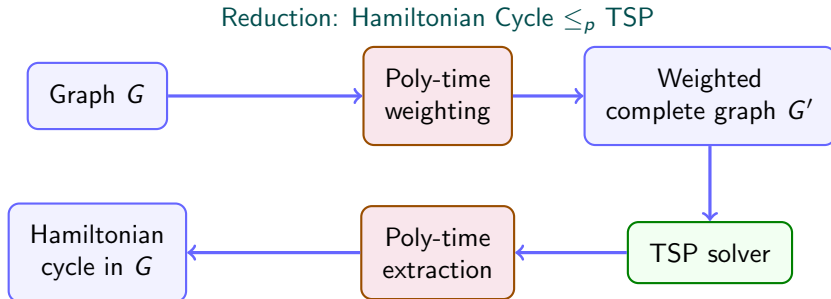 Reduction: Hamiltonian Cycle ≤ₚ TSP
Graph G
Poly-time
weighting
Weighted
complete graph G′
Hamiltonian
cycle in G
Poly-time
extraction
TSP solver